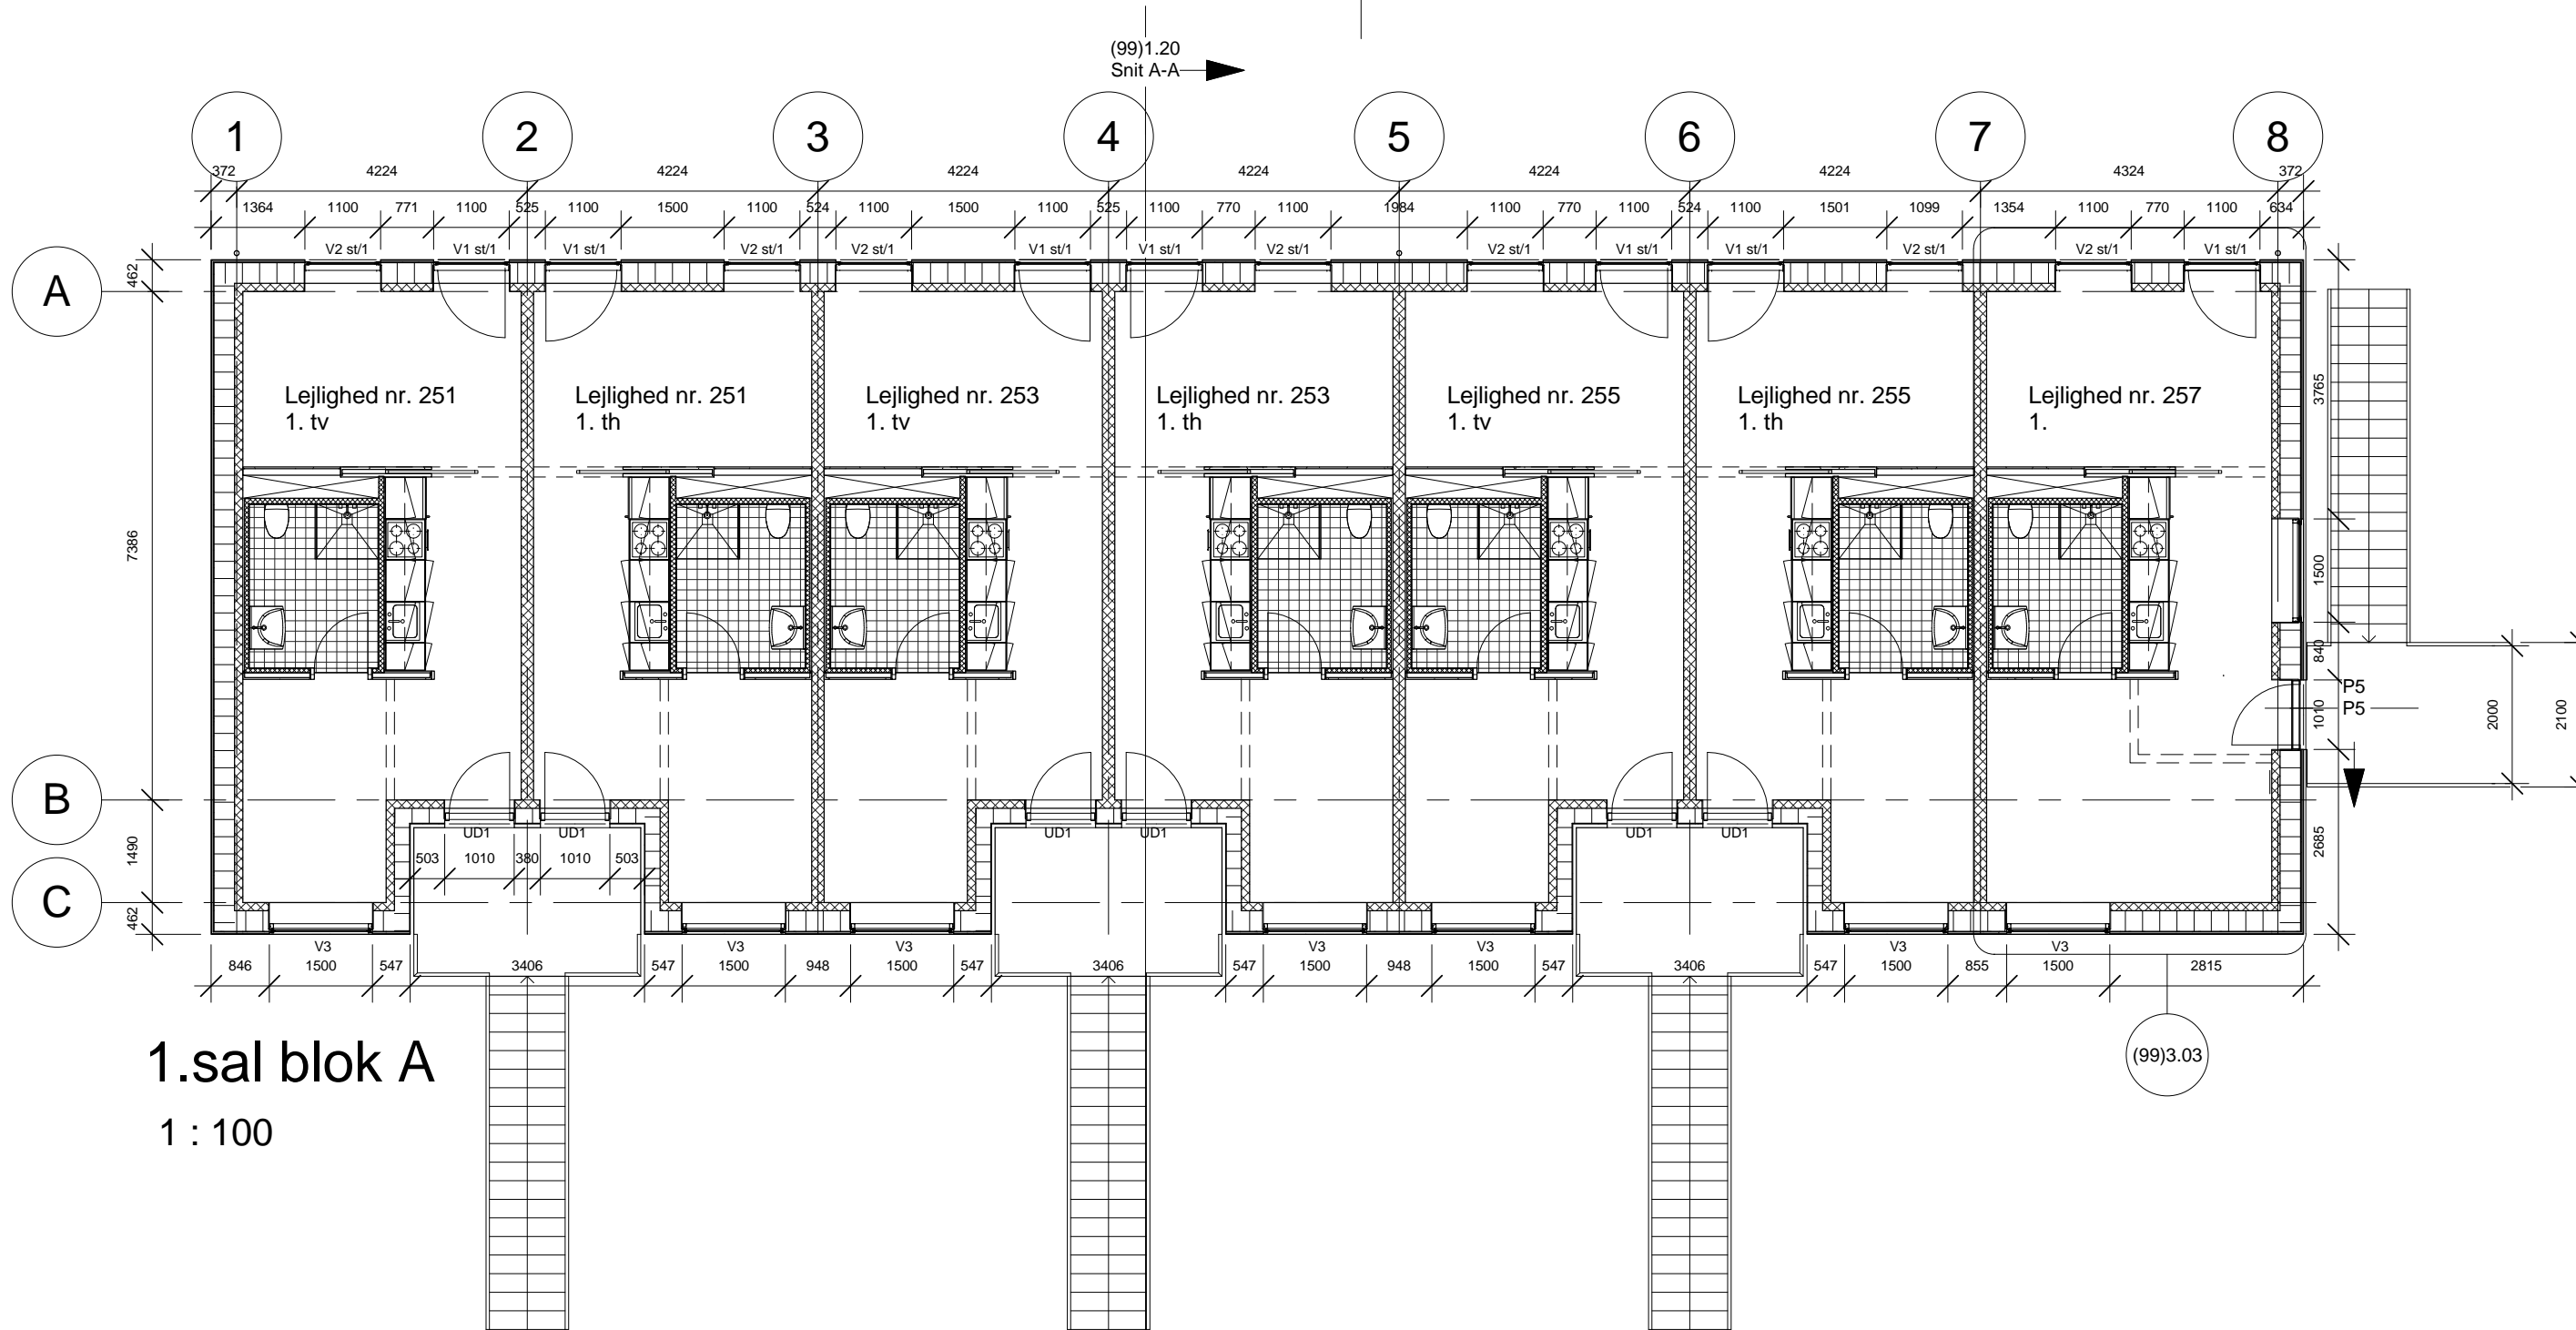 (99)1.20
Snit A-A
1 2 3 4 5 6 7 8
372 4224 4224 4224 4224 4224 4224 4324 372
1364 1100 771 1100 525 1100 1500 1100 524 1100 1500 1100 525 1100 770 1100 1984 1100 770 1100 524 1100 1501 1099 1354 1100 770 1100 634
V2 st/1 V1 st/1 V1 st/1 V2 st/1 V2 st/1 V1 st/1 V1 st/1 V2 st/1 V2 st/1 V1 st/1 V1 st/1 V2 st/1 V2 st/1 V1 st/1
A
462
Lejlighed nr. 251
1. tv
Lejlighed nr. 251
1. th
Lejlighed nr. 253
1. tv
Lejlighed nr. 253
1. th
Lejlighed nr. 255
1. tv
Lejlighed nr. 255
1. th
Lejlighed nr. 257
1.
3765
7386
1500
840
P5
P5
1010
2000
2100
B
UD1 UD1 UD1 UD1 UD1 UD1
1490
2685
503 1010 380 1010 503
C
462
V3 V3 V3 V3 V3 V3 V3
846 1500 547 3406 547 1500 948 1500 547 3406 547 1500 948 1500 547 3406 547 1500 855 1500 2815
1.sal blok A
1 : 100
(99)3.03